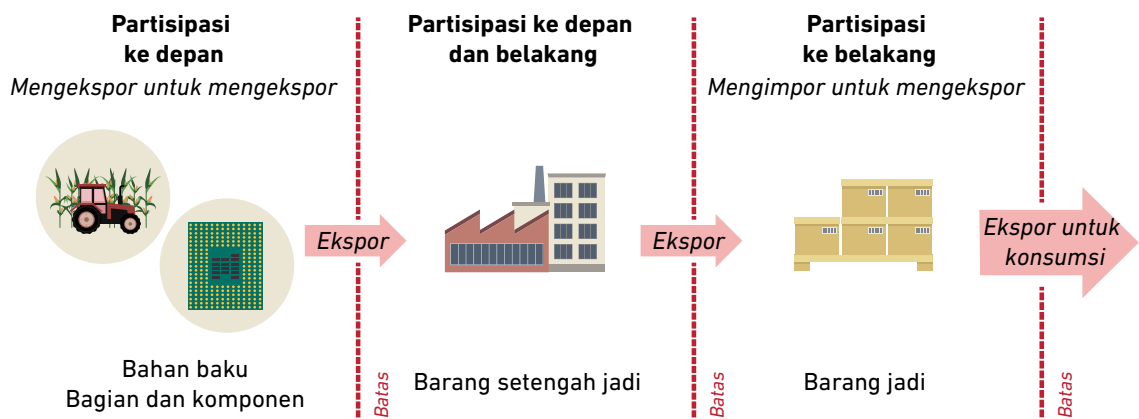 Partisipasi
ke depan
Mengekspor untuk mengekspor
Partisipasi ke depan
dan belakang
Partisipasi
ke belakang
Mengimpor untuk mengekspor
Ekspor
Ekspor
Ekspor untuk
konsumsi
Bahan baku
Bagian dan komponen
Batas
Barang setengah jadi
Batas
Barang jadi
Batas